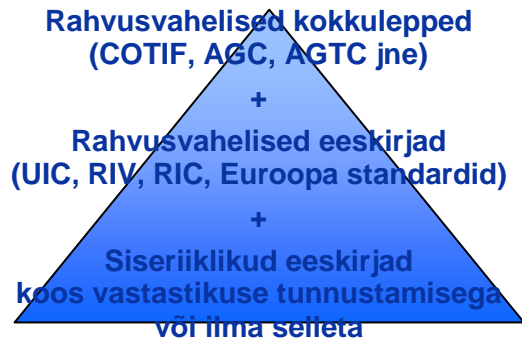 Rahvusvahelised kokkulepped
(COTIF, AGC, AGTC jne)
+
Rahvusvahelised eeskirjad
(UIC, RIV, RIC, Euroopa standardid)
+
Siseriiklikud eeskirjad
koos vastastikuse tunnustamisega
või ilma selleta